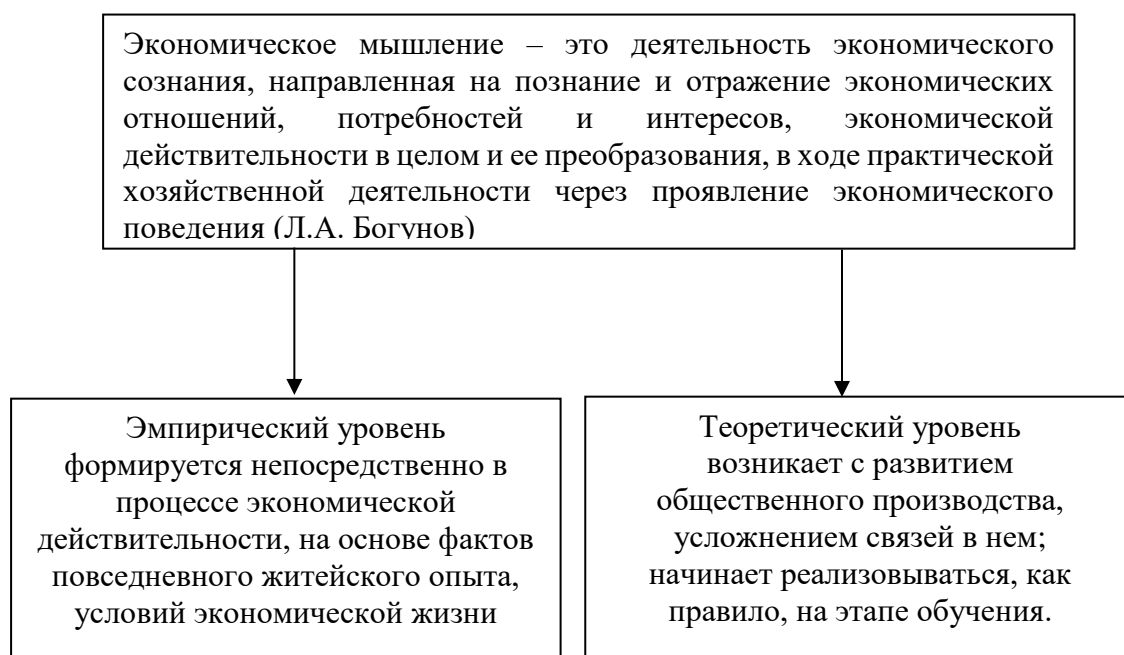 Экономическое мышление – это деятельность экономического
сознания, направленная на познание и отражение экономических
отношений, потребностей и интересов, экономической
действительности в целом и ее преобразования, в ходе практической
хозяйственной деятельности через проявление экономического
поведения (Л.А. Богунов)
Эмпирический уровень
формируется непосредственно в
процессе экономической
действительности, на основе фактов
повседневного житейского опыта,
условий экономической жизни
Теоретический уровень
возникает с развитием
общественного производства,
усложнением связей в нем;
начинает реализовываться, как
правило, на этапе обучения.